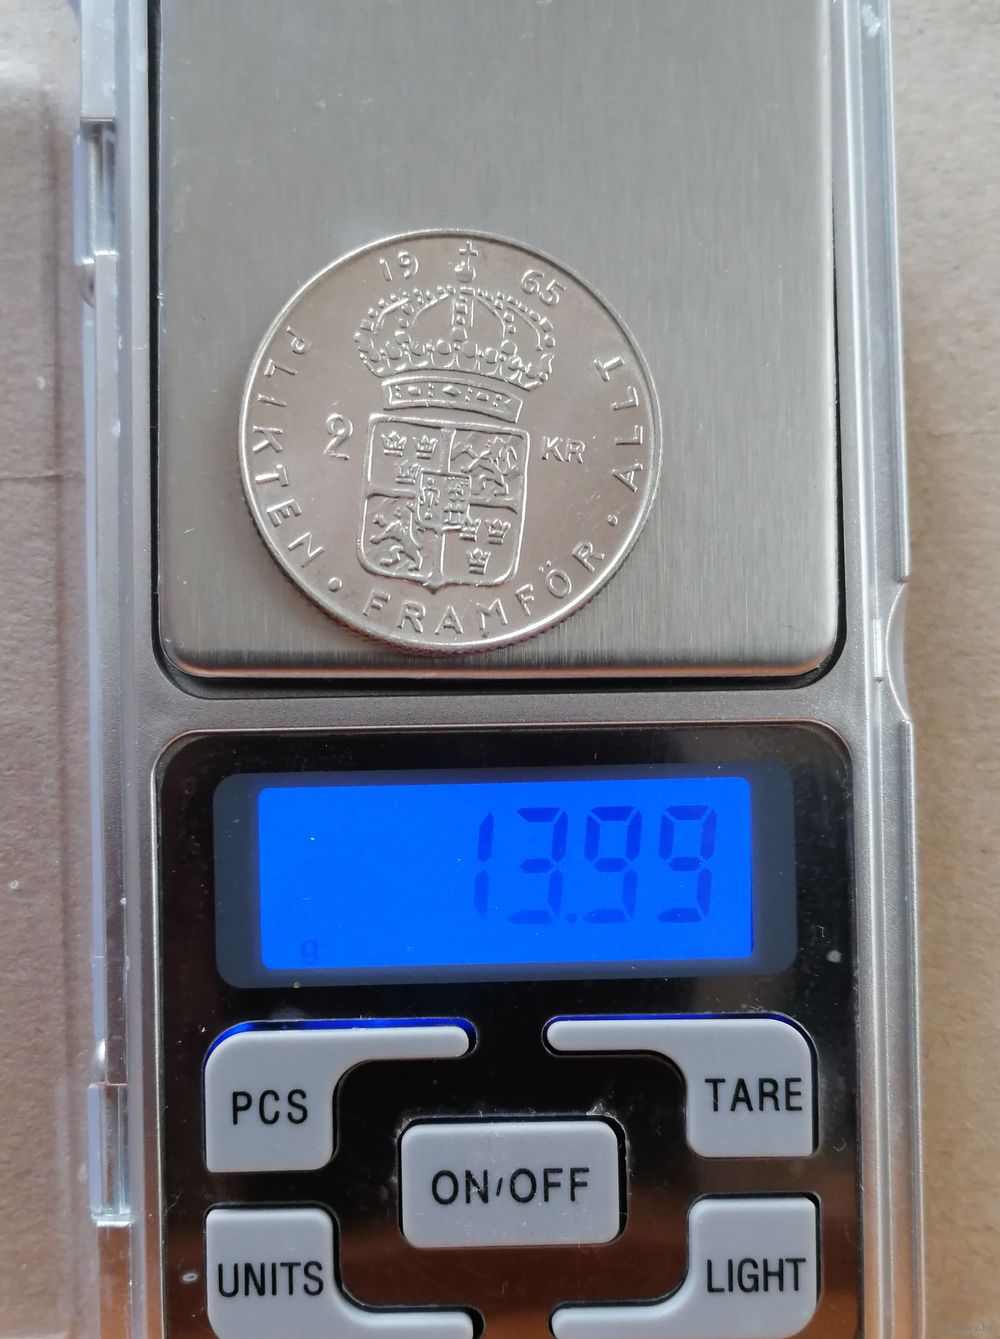 19 65
PLIKTEN • FRAMFÖR • ALLT
2 KR
13.99
g
PCS
TARE
ON/OFF
UNITS
LIGHT